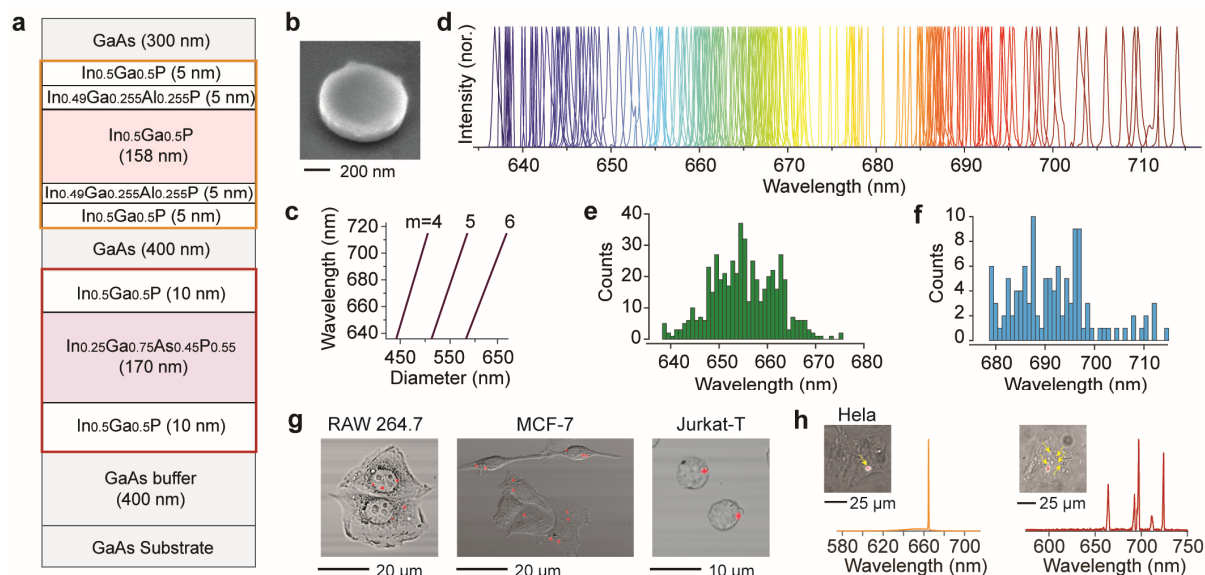 a
GaAs (300 nm)
In0.5Ga0.5P (5 nm)
In0.49Ga0.255Al0.255P (5 nm)
In0.5Ga0.5P
(158 nm)
In0.49Ga0.255Al0.255P (5 nm)
In0.5Ga0.5P (5 nm)
GaAs (400 nm)
In0.5Ga0.5P (10 nm)
In0.25Ga0.75As0.45P0.55
(170 nm)
In0.5Ga0.5P (10 nm)
GaAs buffer
(400 nm)
GaAs Substrate
b
200 nm
c
Wavelength (nm)
720
700
680
660
640
m=4 5 6
450 550 650
Diameter (nm)
d
Intensity (nor.)
640 650 660 670 680 690 700 710
Wavelength (nm)
e
Counts
40
30
20
10
0
640 650 660 670 680
Wavelength (nm)
f
Counts
10
8
6
4
2
0
680 690 700 710
Wavelength (nm)
g
RAW 264.7 MCF-7 Jurkat-T
20 µm 20 µm 10 µm
h
Hela
25 µm 25 µm
580 620 660 700
Wavelength (nm)
600 650 700 750
Wavelength (nm)